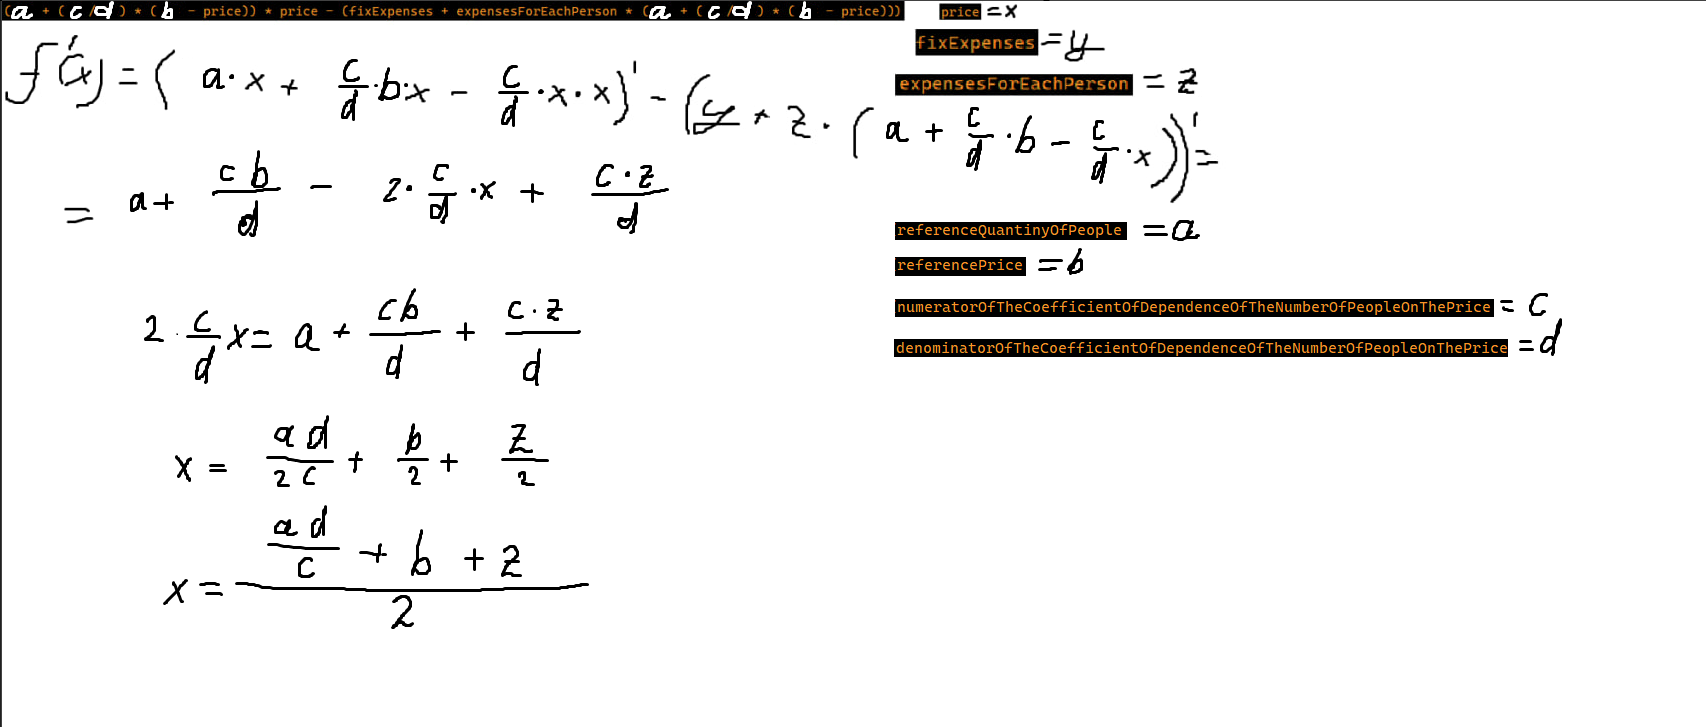 (a + (c/d) * (b - price)) * price - (fixExpenses + expensesForEachPerson * (a + (c/d) * (b - price)))
price = x
fixExpenses = y
expensesForEachPerson = z
f'(x) = (a·x + c/d·b·x - c/d·x·x)' - (y + z·(a + c/d·b - c/d·x))' =
= a + cb/d - 2·c/d·x + c·z/d
referenceQuantinyOfPeople = a
referencePrice = b
numeratorOfTheCoefficientOfDependenceOfTheNumberOfPeopleOnThePrice = c
denominatorOfTheCoefficientOfDependenceOfTheNumberOfPeopleOnThePrice = d
2·c/d x = a + cb/d + c·z/d
x = ad/2c + b/2 + z/2
x = (ad/c + b + z)/2